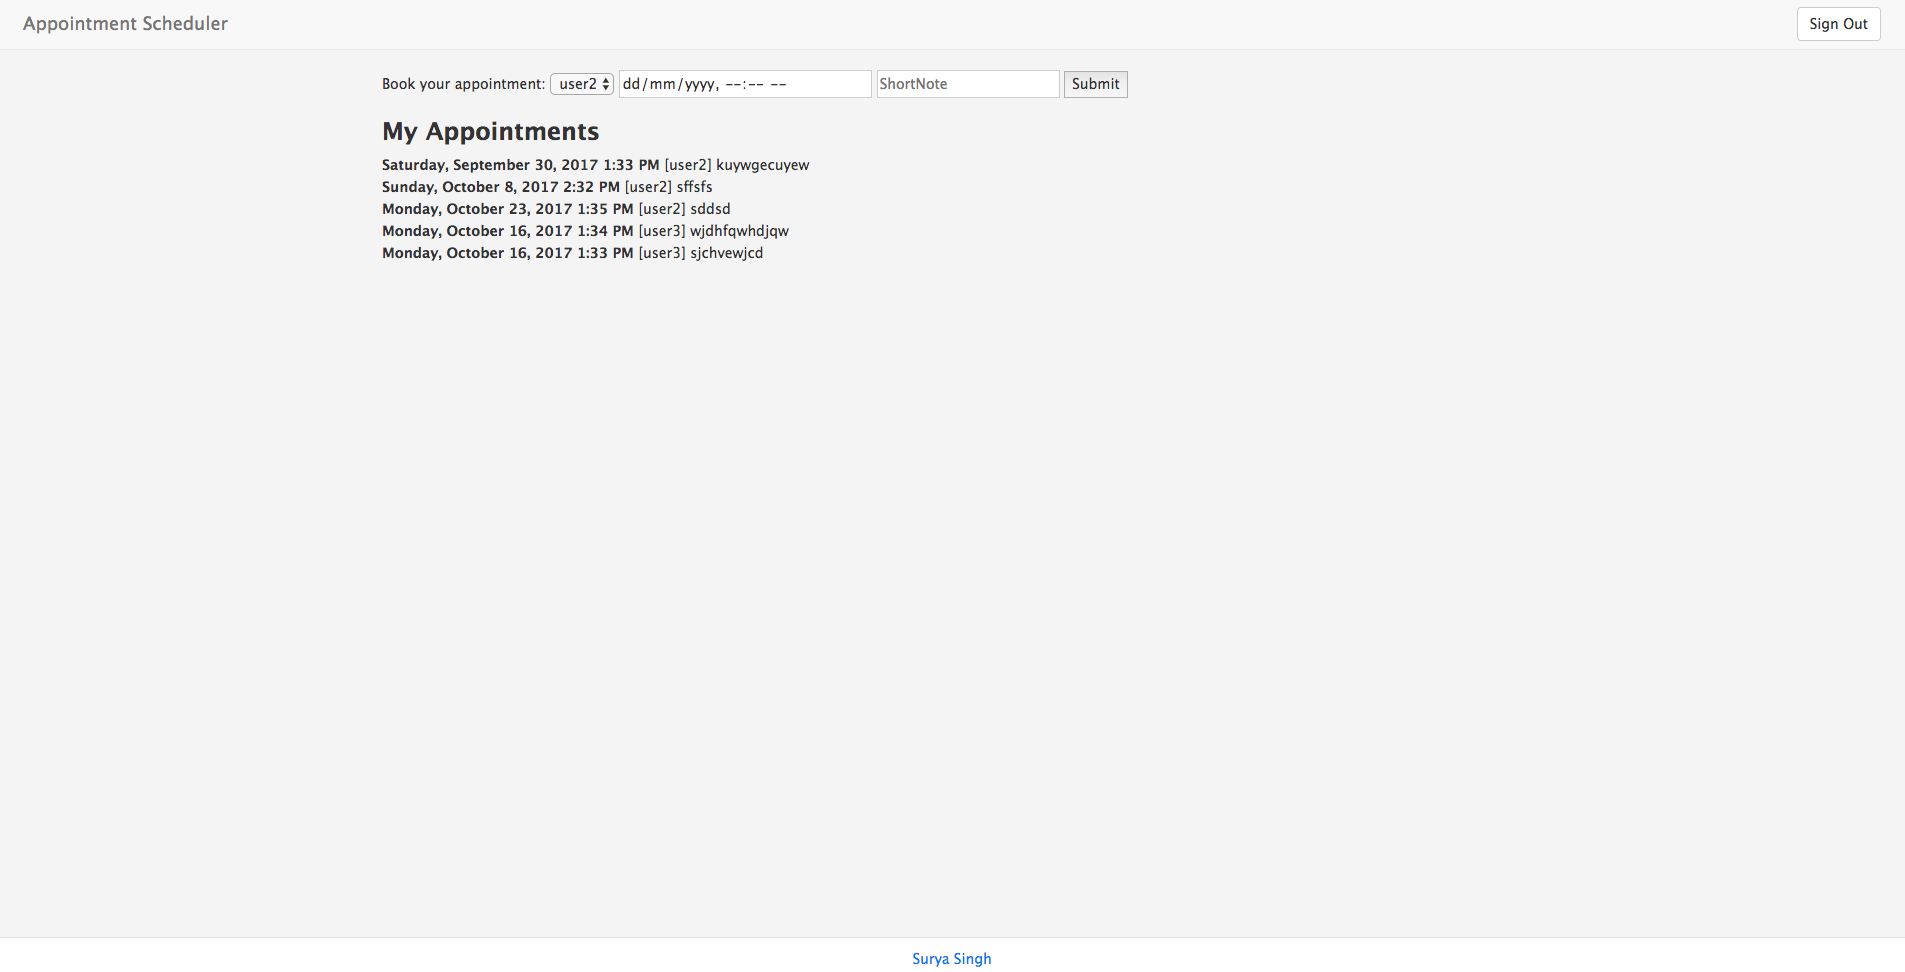 Appointment Scheduler
Sign Out
Book your appointment: user2 dd/mm/yyyy, --:-- -- ShortNote Submit
My Appointments
Saturday, September 30, 2017 1:33 PM [user2] kuywgecuyew
Sunday, October 8, 2017 2:32 PM [user2] sffsfs
Monday, October 23, 2017 1:35 PM [user2] sddsd
Monday, October 16, 2017 1:34 PM [user3] wjdhfqwhdjqw
Monday, October 16, 2017 1:33 PM [user3] sjchvewjcd
Surya Singh